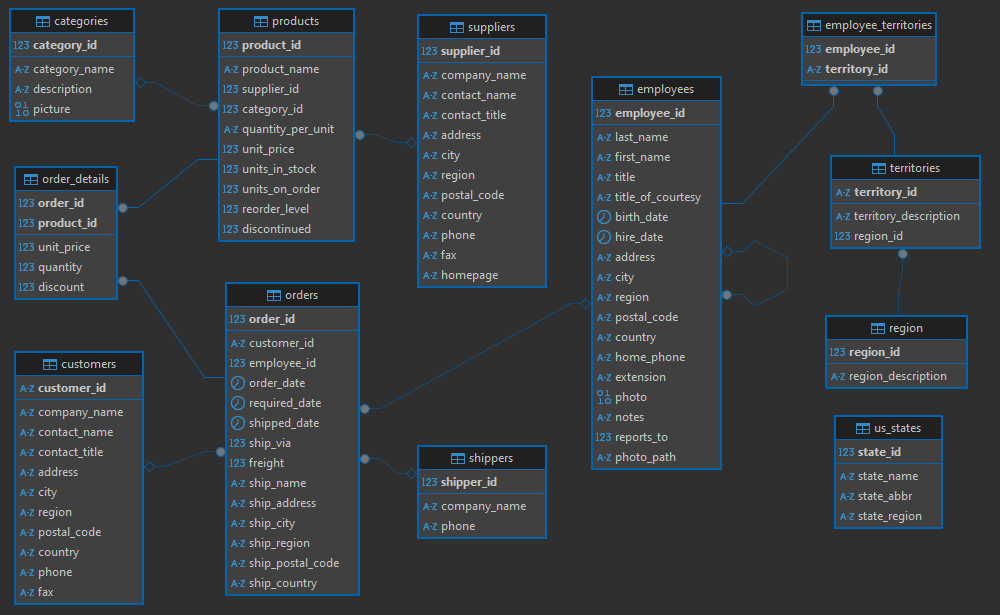 categories
123 category_id
A-Z category_name
A-Z description
picture
products
123 product_id
A-Z product_name
123 supplier_id
123 category_id
A-Z quantity_per_unit
123 unit_price
123 units_in_stock
123 units_on_order
123 reorder_level
123 discontinued
suppliers
123 supplier_id
A-Z company_name
A-Z contact_name
A-Z contact_title
A-Z address
A-Z city
A-Z region
A-Z postal_code
A-Z country
A-Z phone
A-Z fax
A-Z homepage
employees
123 employee_id
A-Z last_name
A-Z first_name
A-Z title
A-Z title_of_courtesy
birth_date
hire_date
A-Z address
A-Z city
A-Z region
A-Z postal_code
A-Z country
A-Z home_phone
A-Z extension
photo
A-Z notes
123 reports_to
A-Z photo_path
employee_territories
123 employee_id
A-Z territory_id
territories
A-Z territory_id
A-Z territory_description
123 region_id
region
123 region_id
A-Z region_description
us_states
123 state_id
A-Z state_name
A-Z state_abbr
A-Z state_region
order_details
123 order_id
123 product_id
123 unit_price
123 quantity
123 discount
orders
123 order_id
A-Z customer_id
123 employee_id
order_date
required_date
shipped_date
123 ship_via
123 freight
A-Z ship_name
A-Z ship_address
A-Z ship_city
A-Z ship_region
A-Z ship_postal_code
A-Z ship_country
customers
A-Z customer_id
A-Z company_name
A-Z contact_name
A-Z contact_title
A-Z address
A-Z city
A-Z region
A-Z postal_code
A-Z country
A-Z phone
A-Z fax
shippers
123 shipper_id
A-Z company_name
A-Z phone